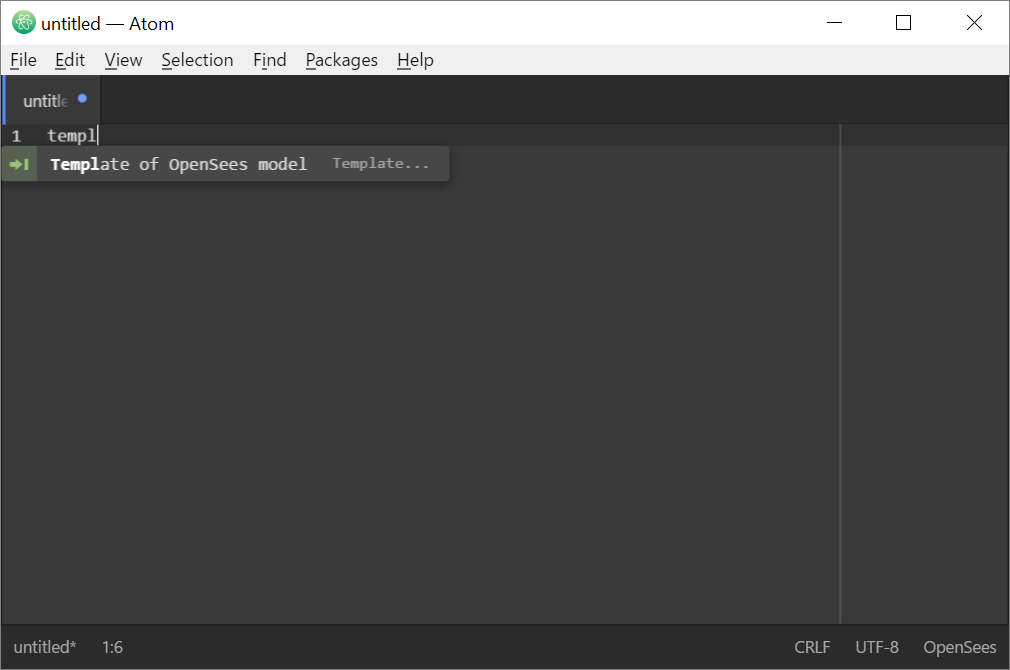 untitled — Atom
File Edit View Selection Find Packages Help
untitle
1 templ
Template of OpenSees model Template...
untitled* 1:6 CRLF UTF-8 OpenSees